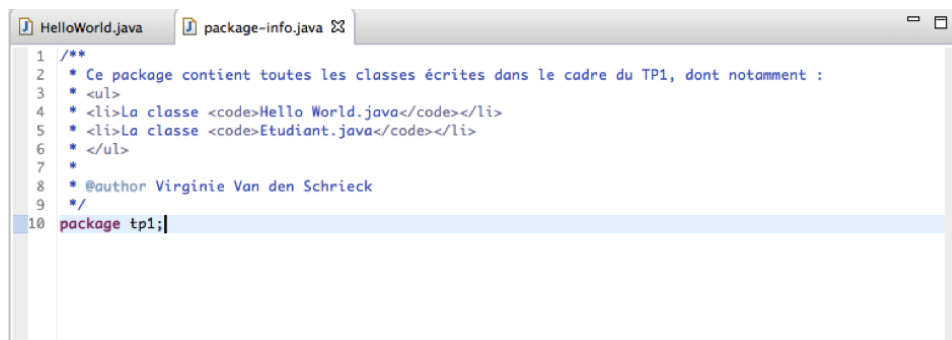 HelloWorld.java package-info.java
1 /**
2 * Ce package contient toutes les classes écrites dans le cadre du TP1, dont notamment :
3 * <ul>
4 * <li>La classe <code>Hello World.java</code></li>
5 * <li>La classe <code>Etudiant.java</code></li>
6 * </ul>
7 *
8 * @author Virginie Van den Schrieck
9 */
10 package tp1;